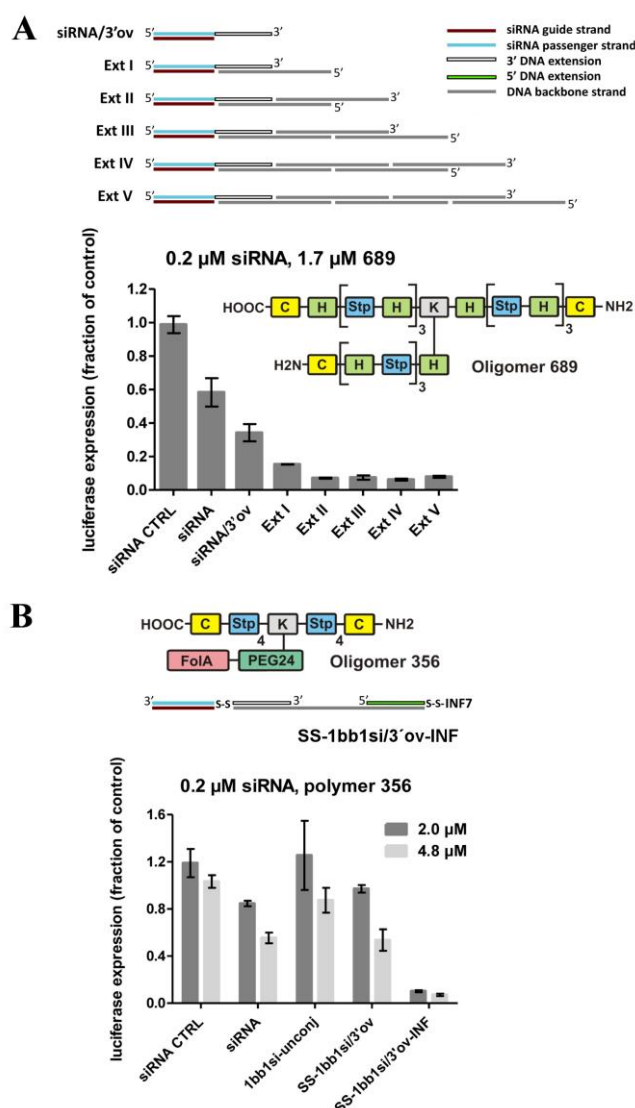 A
siRNA/3'ov 5' 3'
Ext I 5' 3' 5'
Ext II 5' 3' 5'
Ext III 5' 3' 5'
Ext IV 5' 3' 5'
Ext V 5' 3' 5'
siRNA guide strand
siRNA passenger strand
3' DNA extension
5' DNA extension
DNA backbone strand
0.2 µM siRNA, 1.7 µM 689
luciferase expression (fraction of control)
1.2
1.0
0.8
0.6
0.4
0.2
0.0
siRNA CTRL
siRNA
siRNA/3'ov
Ext I
Ext II
Ext III
Ext IV
Ext V
HOOC C H Stp H 3 K H Stp H 3 C NH2
H2N C H Stp 3 H
Oligomer 689
B
HOOC C Stp 4 K Stp 4 C NH2
FolA PEG24 Oligomer 356
3' S-S 3' 5' S-S-INF7
SS-1bb1si/3´ov-INF
0.2 µM siRNA, polymer 356
luciferase expression (fraction of control)
1.6
1.2
0.8
0.4
0.0
2.0 µM
4.8 µM
siRNA CTRL
siRNA
1bb1si-unconj
SS-1bb1si/3'ov
SS-1bb1si/3'ov-INF